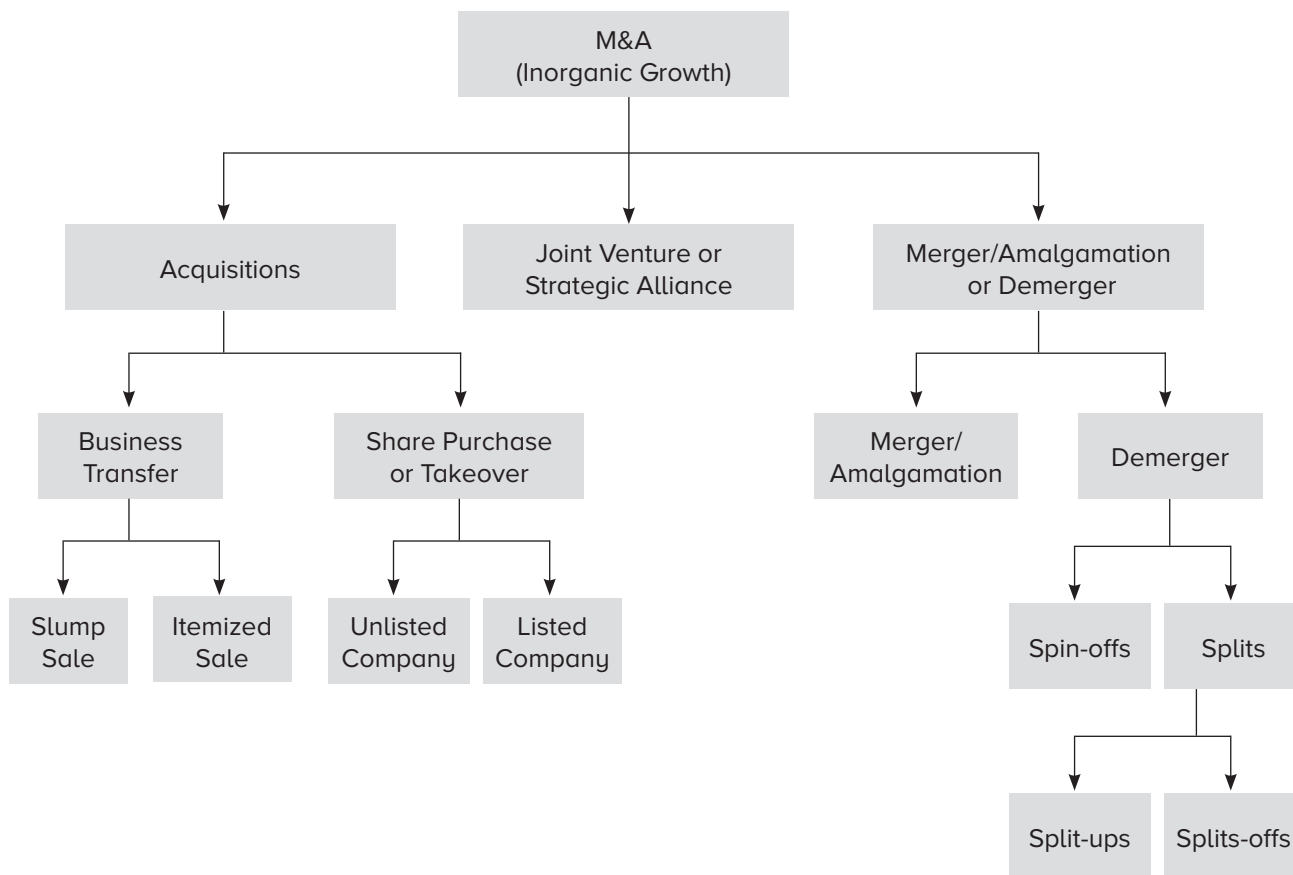 M&A
(Inorganic Growth)
Acquisitions
Joint Venture or
Strategic Alliance
Merger/Amalgamation
or Demerger
Business
Transfer
Share Purchase
or Takeover
Merger/
Amalgamation
Demerger
Slump
Sale
Itemized
Sale
Unlisted
Company
Listed
Company
Spin-offs
Splits
Split-ups
Splits-offs